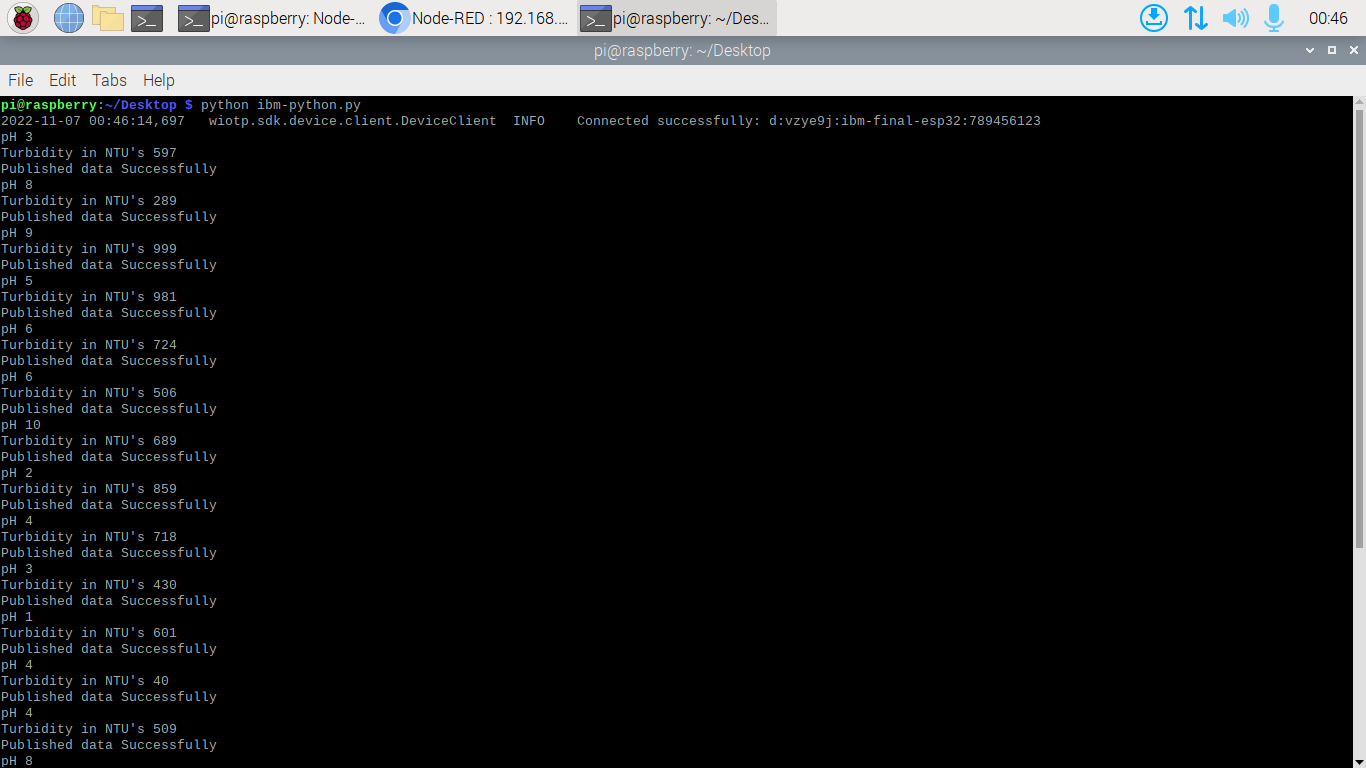 pi@raspberry: Node-...
Node-RED : 192.168....
pi@raspberry: ~/Des...
00:46
pi@raspberry: ~/Desktop
File Edit Tabs Help
pi@raspberry:~/Desktop $ python ibm-python.py
2022-11-07 00:46:14,697   wiotp.sdk.device.client.DeviceClient  INFO    Connected successfully: d:vzye9j:ibm-final-esp32:789456123
pH 3
Turbidity in NTU's 597
Published data Successfully
pH 8
Turbidity in NTU's 289
Published data Successfully
pH 9
Turbidity in NTU's 999
Published data Successfully
pH 5
Turbidity in NTU's 981
Published data Successfully
pH 6
Turbidity in NTU's 724
Published data Successfully
pH 6
Turbidity in NTU's 506
Published data Successfully
pH 10
Turbidity in NTU's 689
Published data Successfully
pH 2
Turbidity in NTU's 859
Published data Successfully
pH 4
Turbidity in NTU's 718
Published data Successfully
pH 3
Turbidity in NTU's 430
Published data Successfully
pH 1
Turbidity in NTU's 601
Published data Successfully
pH 4
Turbidity in NTU's 40
Published data Successfully
pH 4
Turbidity in NTU's 509
Published data Successfully
pH 8